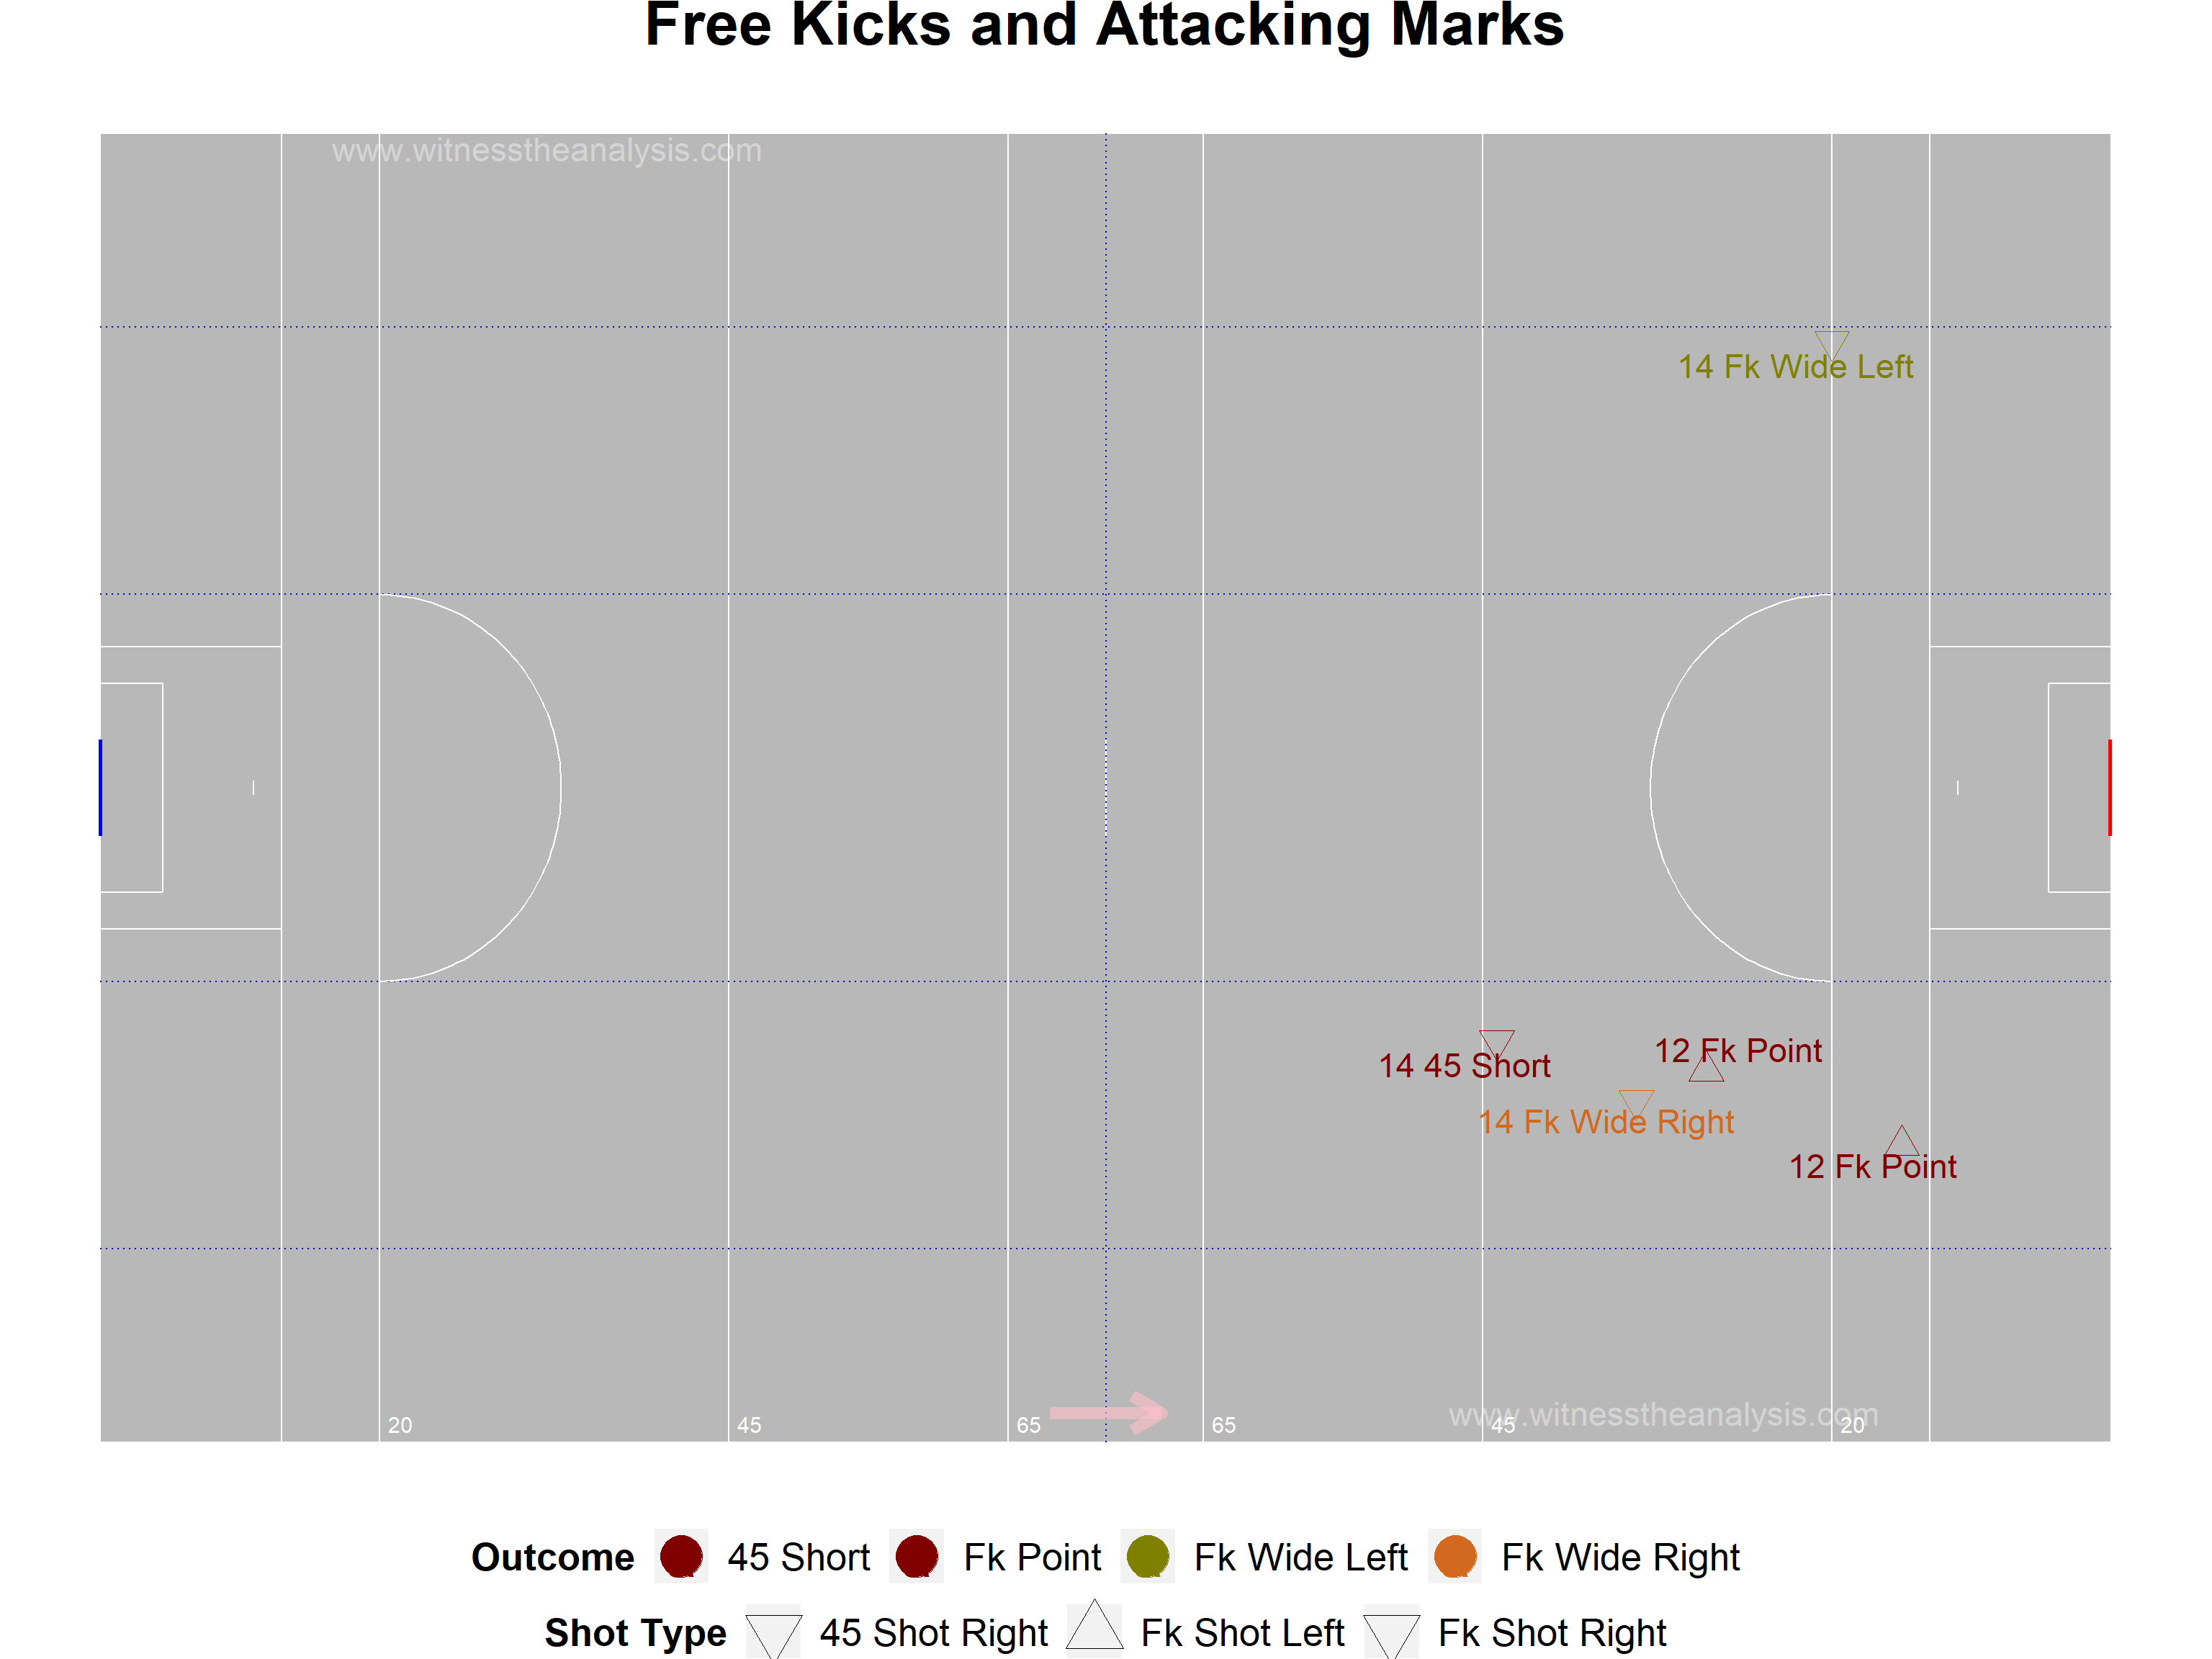 Free Kicks and Attacking Marks
www.witnesstheanalysis.com
14 Fk Wide Left
12 Fk Point
14 45 Short
14 Fk Wide Right
12 Fk Point
www.witnesstheanalysis.com
20 45 65 65 45 20
Outcome 45 Short Fk Point Fk Wide Left Fk Wide Right
Shot Type 45 Shot Right Fk Shot Left Fk Shot Right